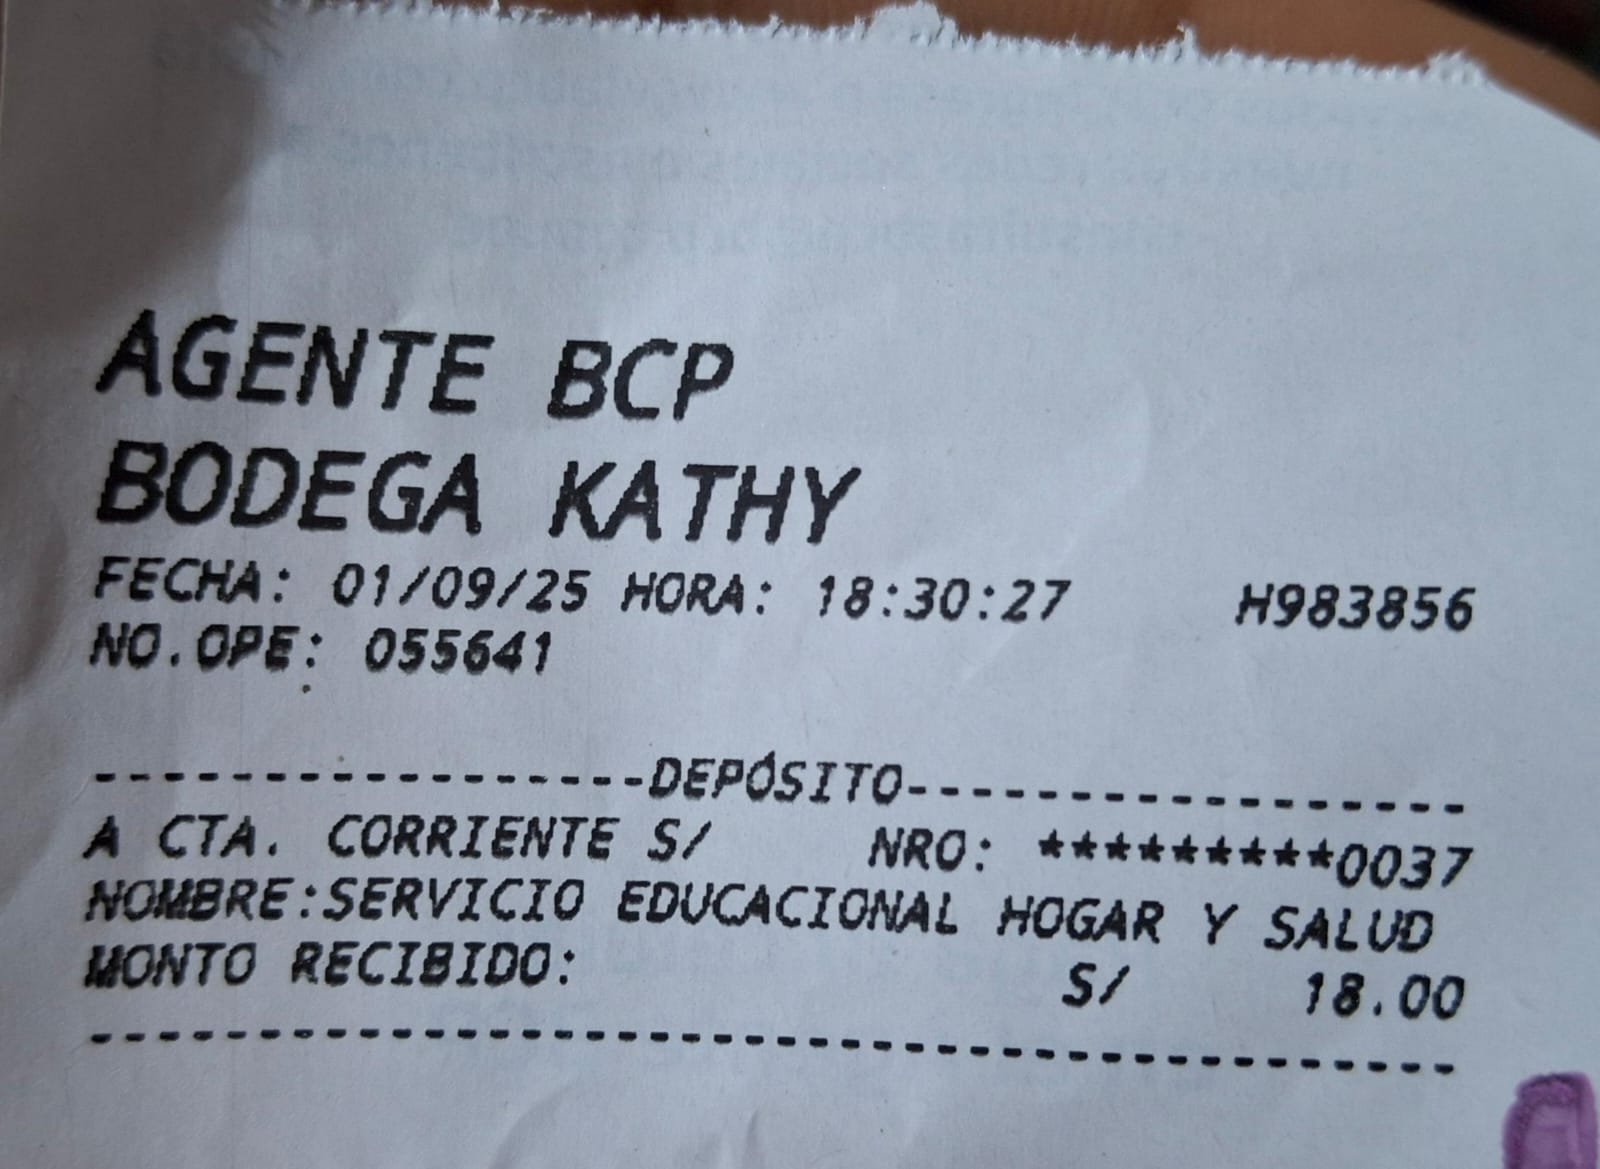 AGENTE BCP
BODEGA KATHY
FECHA: 01/09/25 HORA: 18:30:27 H983856
NO.OPE: 055641
------------------DEPÓSITO------------------
A CTA. CORRIENTE S/ NRO: *********0037
NOMBRE:SERVICIO EDUCACIONAL HOGAR Y SALUD
MONTO RECIBIDO: S/ 18.00
--------------------------------------------